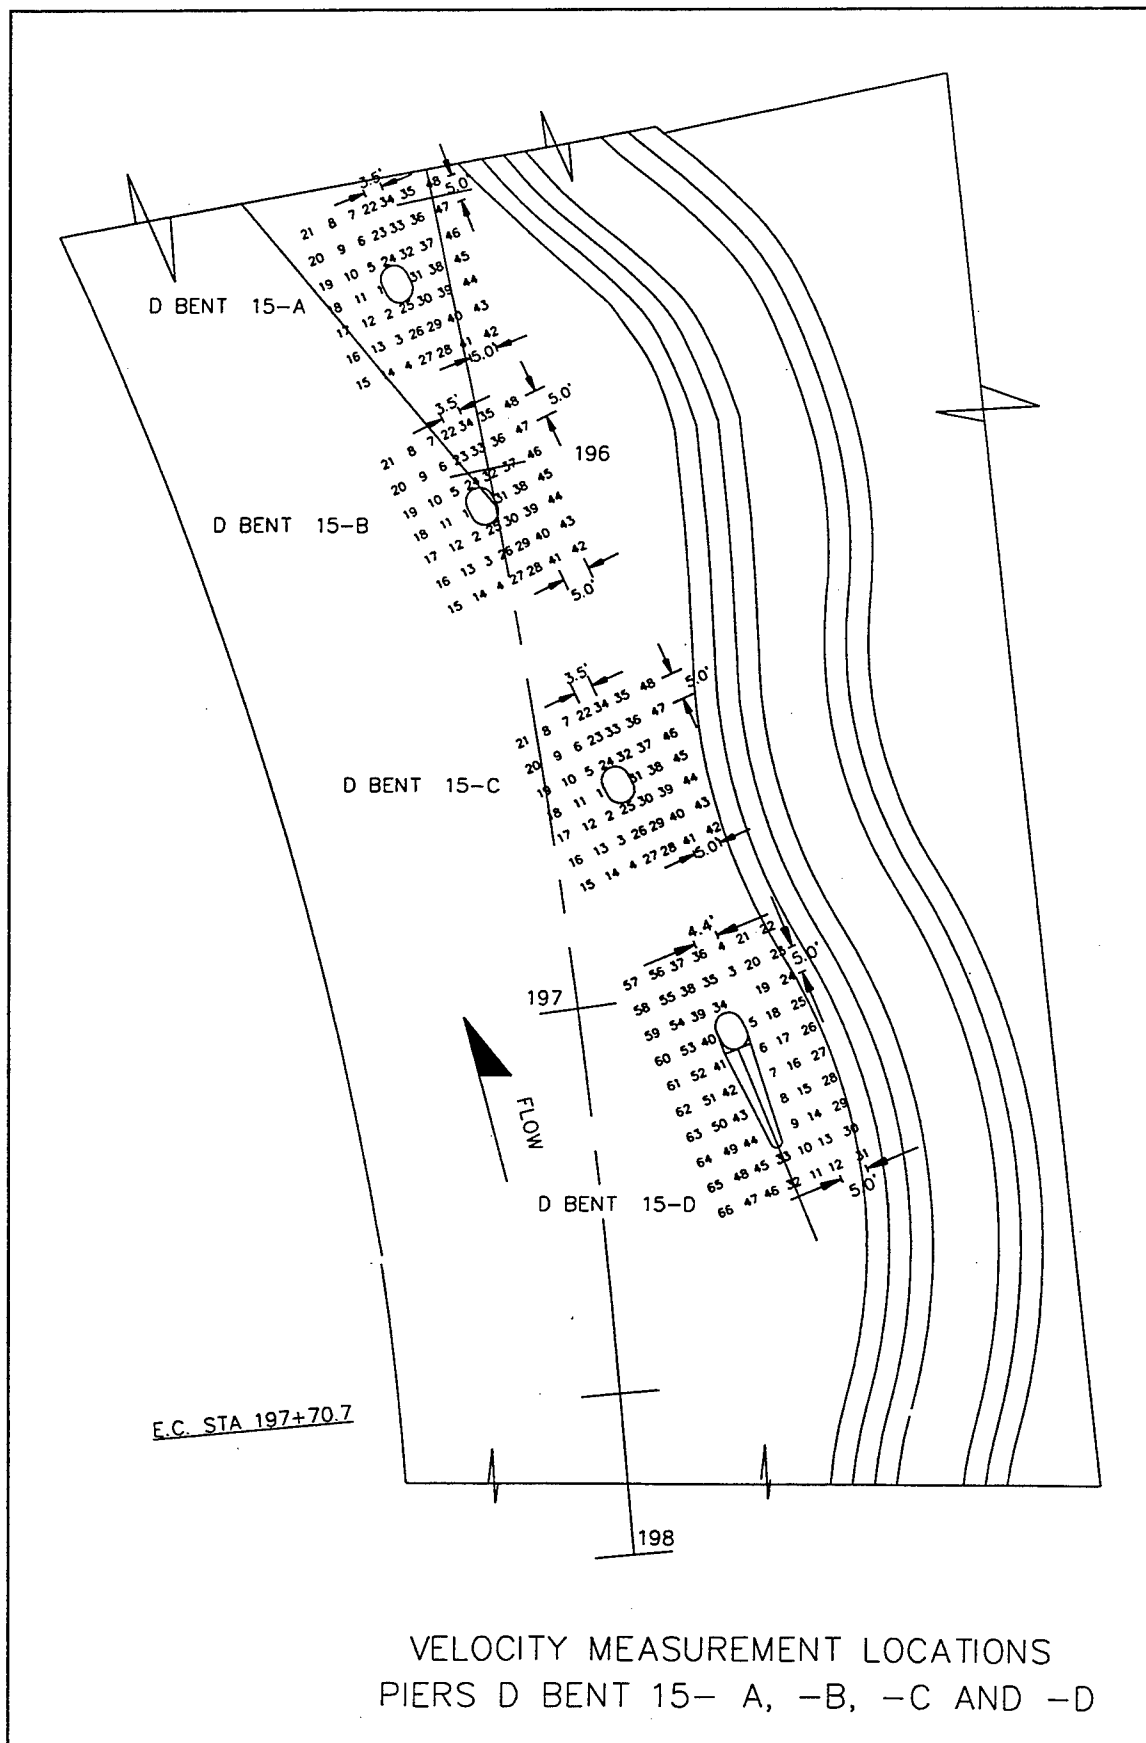 3.5'
21 8 7 22 34 35 48
5.0'
20 9 6 23 33 36 47
19 10 5 24 32 37 46
18 11 1 31 38 45
17 12 2 25 30 39 44
16 13 3 26 29 40 43
15 14 4 27 28 41 42
5.0'
D BENT 15-A
3.5'
21 8 7 22 34 35 48
5.0'
20 9 6 23 33 36 47
19 10 5 24 32 37 46
18 11 1 31 38 45
17 12 2 25 30 39 44
16 13 3 26 29 40 43
15 14 4 27 28 41 42
5.0'
196
D BENT 15-B
3.5'
21 8 7 22 34 35 48
5.0'
20 9 6 23 33 36 47
19 10 5 24 32 37 46
18 11 1 31 38 45
17 12 2 25 30 39 44
16 13 3 26 29 40 43
15 14 4 27 28 41 42
5.0'
D BENT 15-C
4.4'
57 56 37 36 4 21 22
58 55 38 35 3 20 23
5.0'
59 54 39 34 19 24
60 53 40 5 18 25
61 52 41 6 17 26
62 51 42 7 16 27
63 50 43 8 15 28
64 49 44 9 14 29
65 48 45 33 10 13 30
66 47 46 32 11 12 31
5.0'
197
FLOW
D BENT 15-D
E.C. STA 197+70.7
198
VELOCITY MEASUREMENT LOCATIONS
PIERS D BENT 15- A, -B, -C AND -D